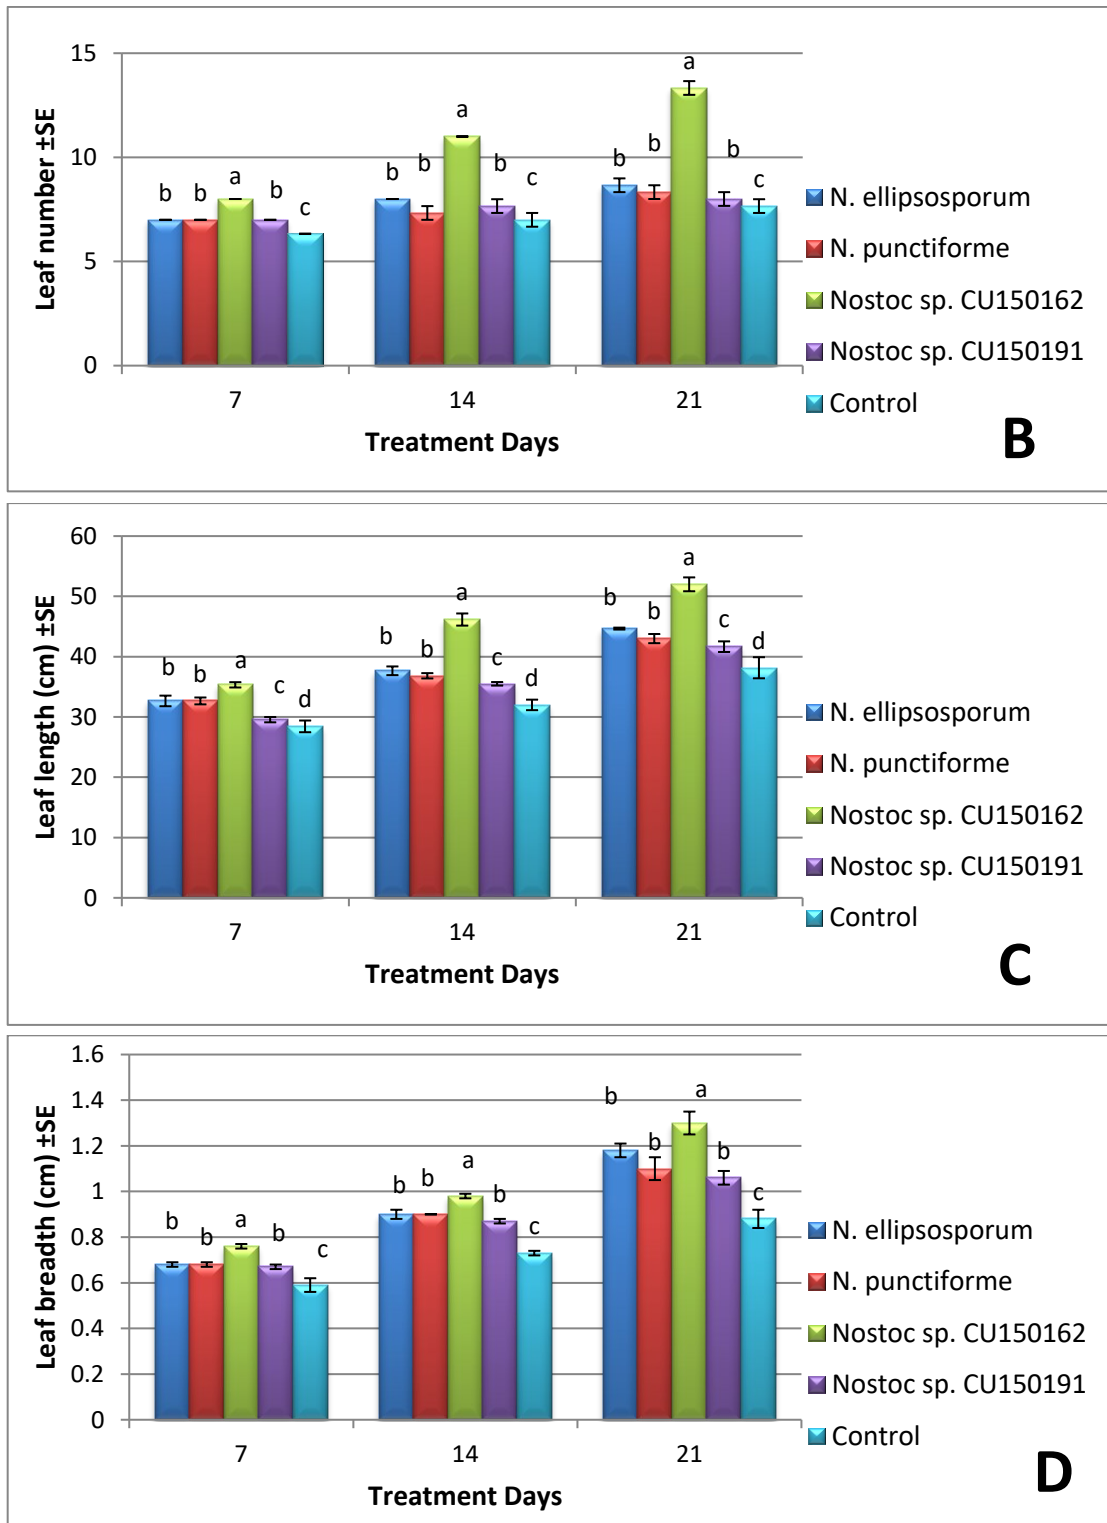 15
10
5
0
Leaf number ±SE
b b a b c
b b a b c
b b a b c
7 14 21
Treatment Days
N. ellipsosporum
N. punctiforme
Nostoc sp. CU150162
Nostoc sp. CU150191
Control
B
60
50
40
30
20
10
0
Leaf length (cm) ±SE
b b a c d
b b a c d
b b a c d
7 14 21
Treatment Days
N. ellipsosporum
N. punctiforme
Nostoc sp. CU150162
Nostoc sp. CU150191
Control
C
1.6
1.4
1.2
1
0.8
0.6
0.4
0.2
0
Leaf breadth (cm) ±SE
b b a b c
b b a b c
b b a b c
7 14 21
Treatment Days
N. ellipsosporum
N. punctiforme
Nostoc sp. CU150162
Nostoc sp. CU150191
Control
D